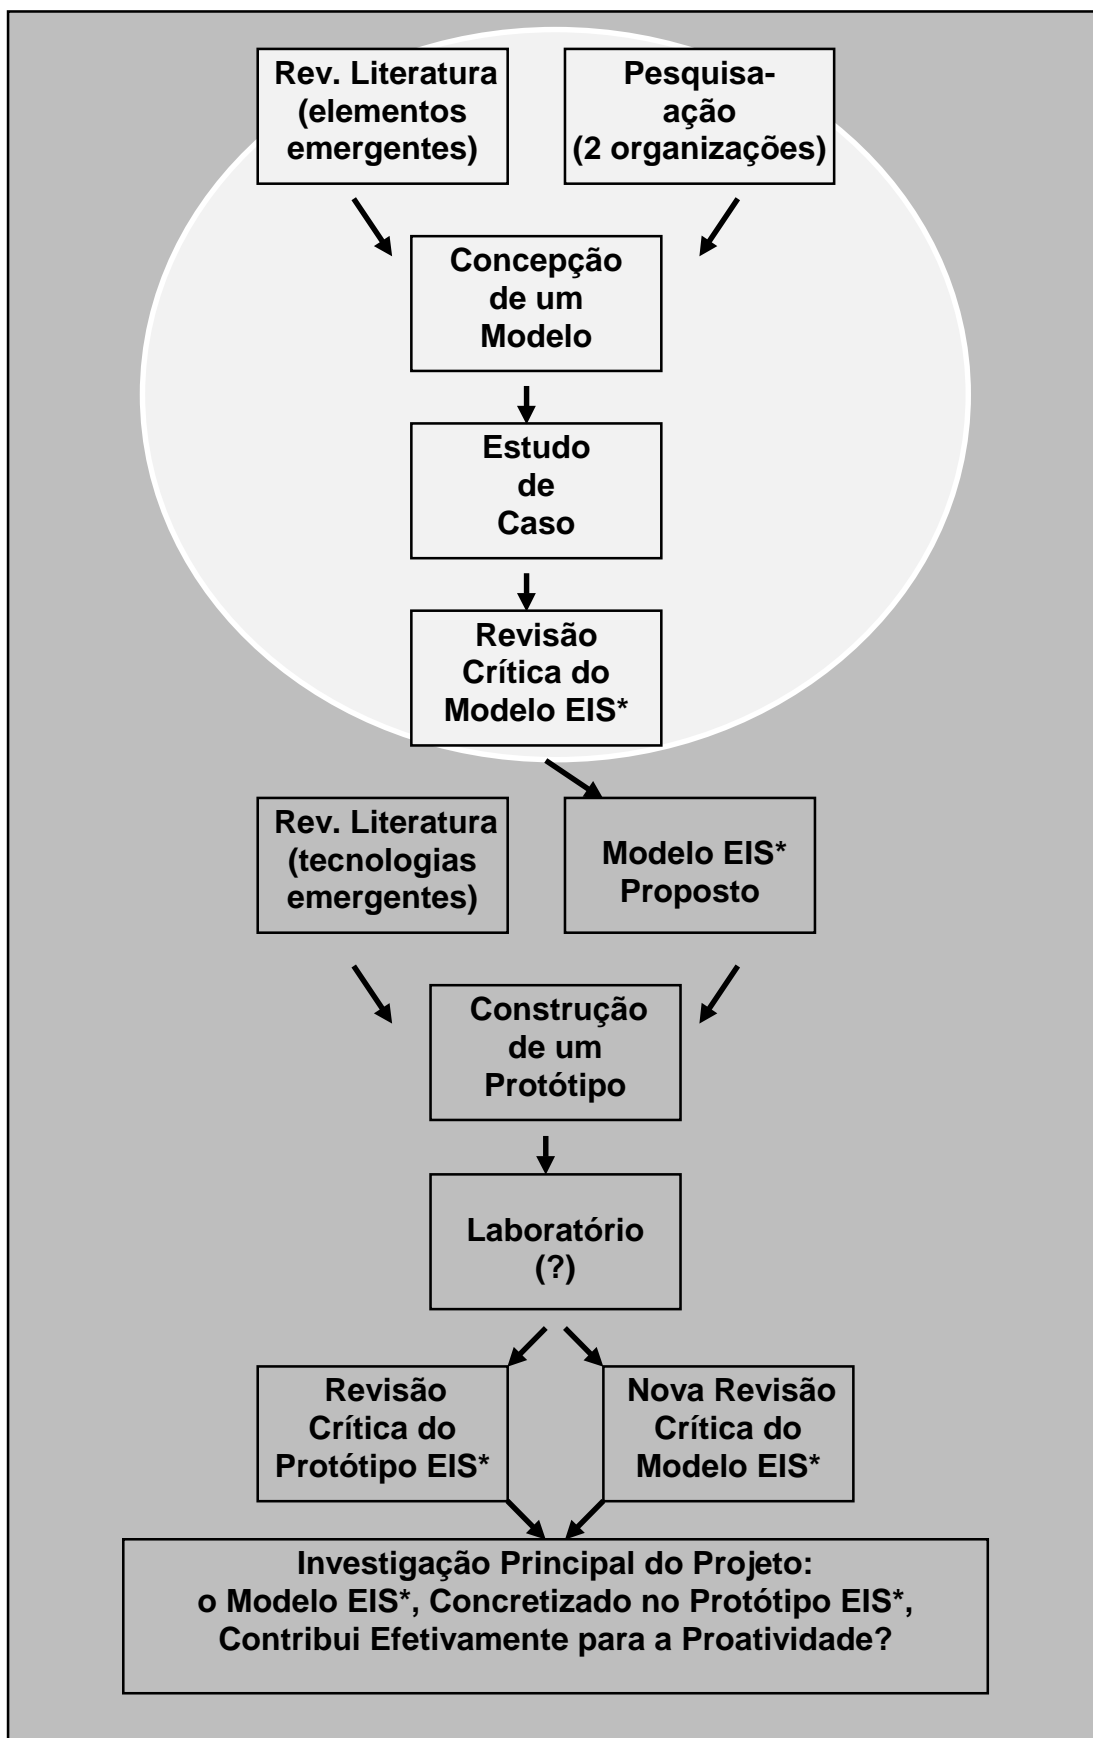 Rev. Literatura
(elementos
emergentes)
Pesquisa-
ação
(2 organizações)
Concepção
de um
Modelo
Estudo
de
Caso
Revisão
Crítica do
Modelo EIS*
Rev. Literatura
(tecnologias
emergentes)
Modelo EIS*
Proposto
Construção
de um
Protótipo
Laboratório
(?)
Revisão
Crítica do
Protótipo EIS*
Nova Revisão
Crítica do
Modelo EIS*
Investigação Principal do Projeto:
o Modelo EIS*, Concretizado no Protótipo EIS*,
Contribui Efetivamente para a Proatividade?